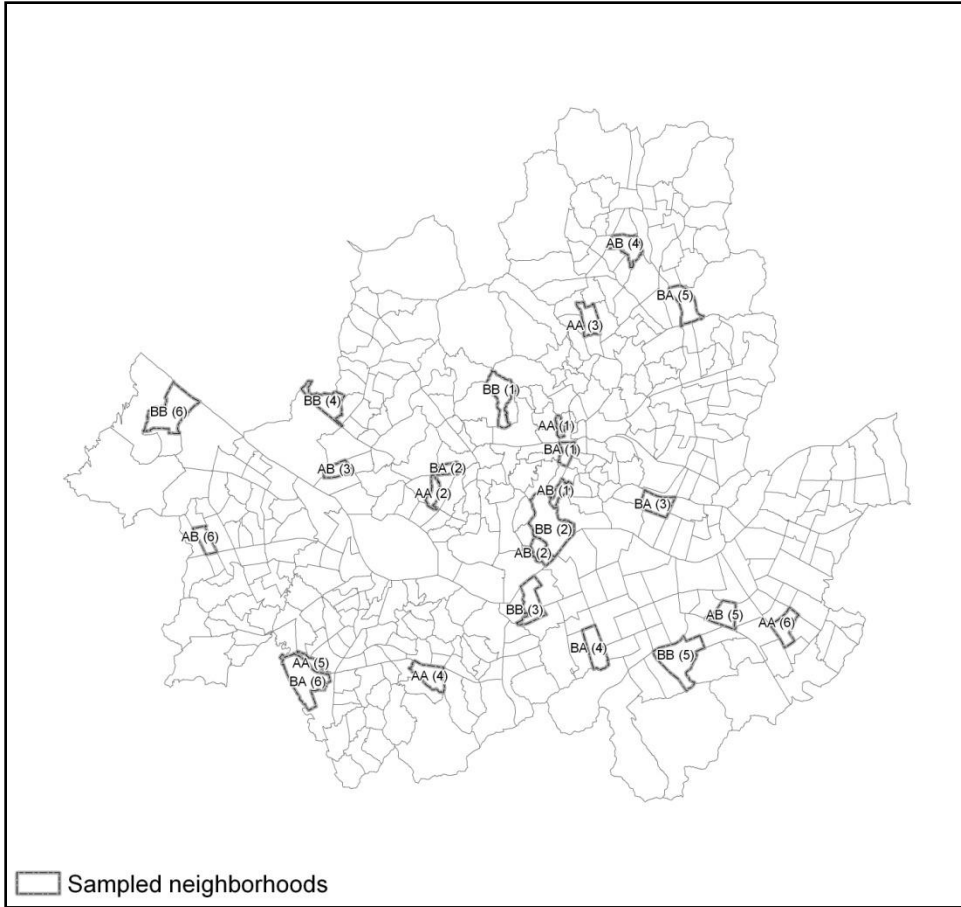 AB (4)
BA (5)
AA (3)
BB (1)
BB (4)
BB (6)
AA (1)
BA (1)
AB (3)
BA (2)
AA (2)
AB (1)
BA (3)
BB (2)
AB (6)
AB (2)
BB (3)
AB (5)
AA (6)
BA (4)
BB (5)
AA (5)
AA (4)
BA (6)
Sampled neighborhoods